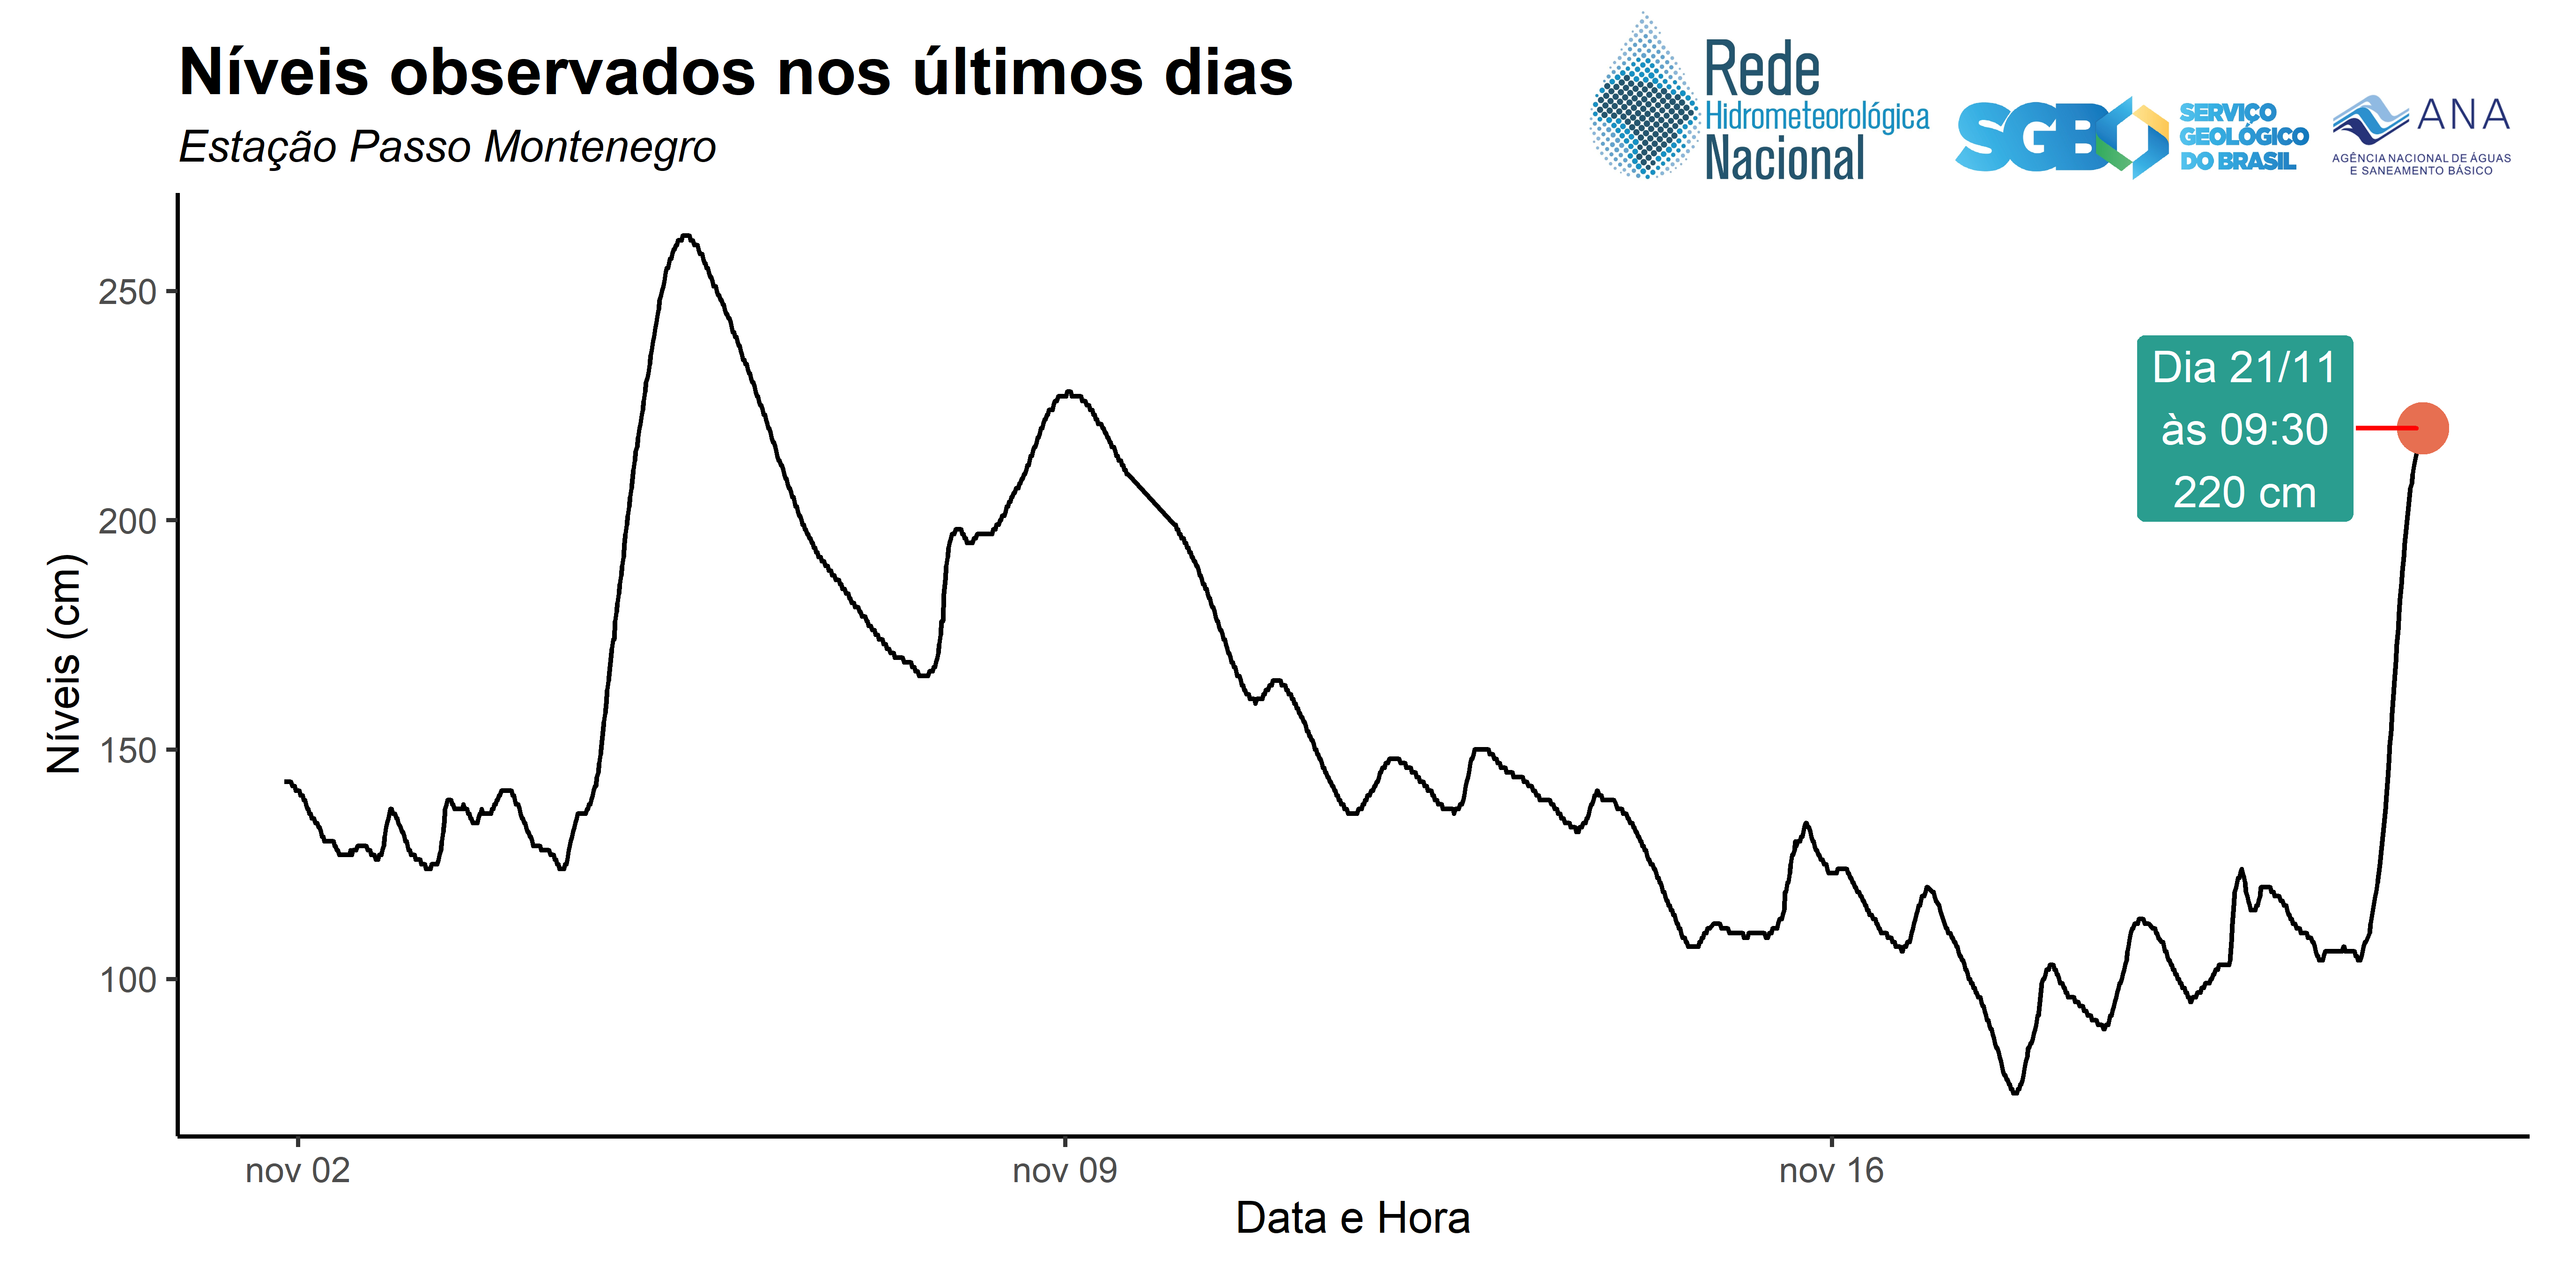 Níveis observados nos últimos dias
Estação Passo Montenegro
Rede
Hidrometeorológica
Nacional
SGB
SERVIÇO
GEOLÓGICO
DO BRASIL
ANA
AGÊNCIA NACIONAL DE ÁGUAS
E SANEAMENTO BÁSICO
Níveis (cm)
250
200
150
100
Dia 21/11
às 09:30
220 cm
nov 02
nov 09
nov 16
Data e Hora